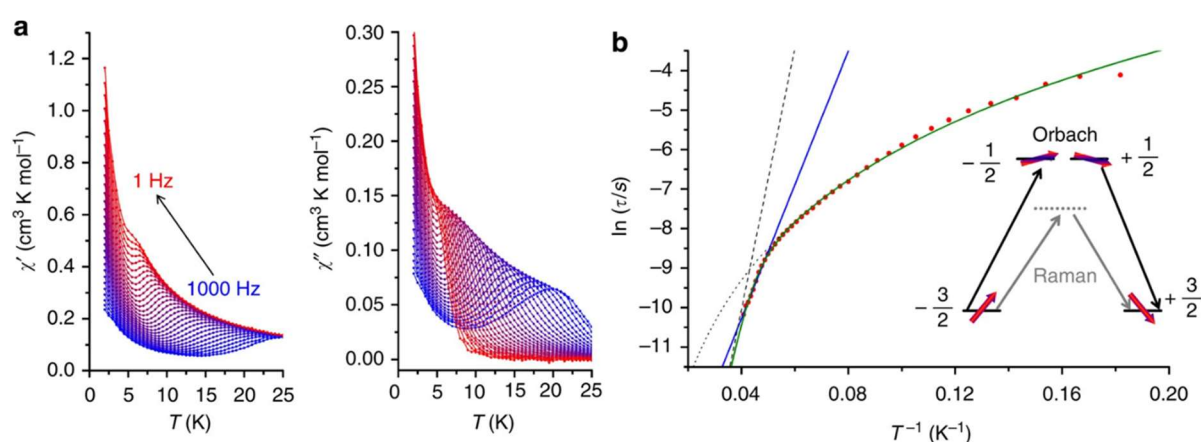 a
χ′ (cm³ K mol⁻¹)
1.2
1.0
0.8
0.6
0.4
0.2
0.0
1 Hz
1000 Hz
0 5 10 15 20 25
T (K)
χ″ (cm³ K mol⁻¹)
0.30
0.25
0.20
0.15
0.10
0.05
0.00
0 5 10 15 20 25
T (K)
b
ln (τ/s)
−4
−5
−6
−7
−8
−9
−10
−11
Orbach
−1/2 +1/2
Raman
−3/2 +3/2
0.04 0.08 0.12 0.16 0.20
T⁻¹ (K⁻¹)